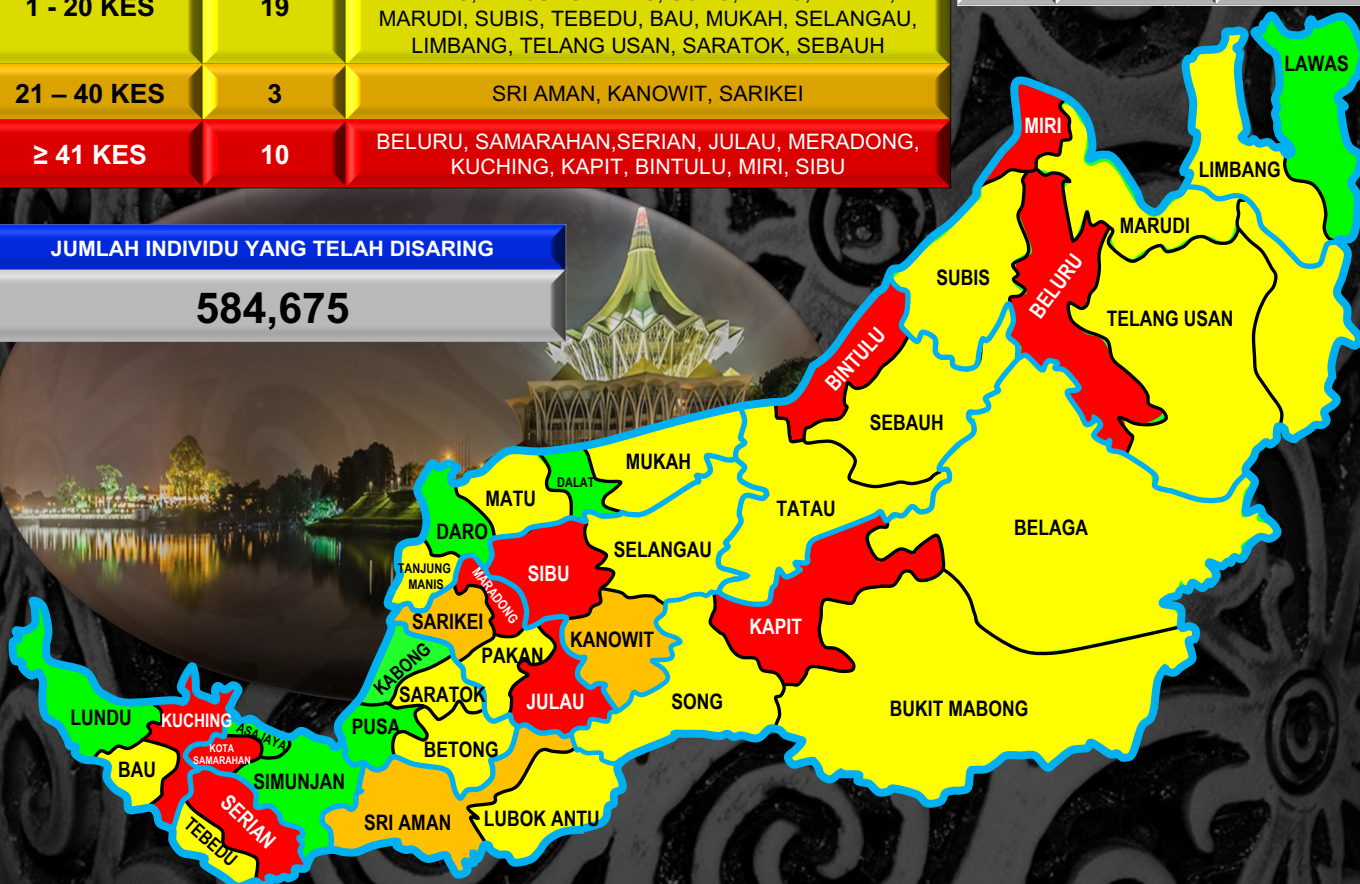 1 - 20 KES
19
MARUDI, SUBIS, TEBEDU, BAU, MUKAH, SELANGAU,
LIMBANG, TELANG USAN, SARATOK, SEBAUH
21 – 40 KES
3
SRI AMAN, KANOWIT, SARIKEI
≥ 41 KES
10
BELURU, SAMARAHAN,SERIAN, JULAU, MERADONG,
KUCHING, KAPIT, BINTULU, MIRI, SIBU
JUMLAH INDIVIDU YANG TELAH DISARING
584,675
LAWAS
MIRI
LIMBANG
MARUDI
SUBIS
BELURU
TELANG USAN
BINTULU
SEBAUH
MUKAH
DALAT
MATU
TATAU
DARO
BELAGA
SELANGAU
TANJUNG
MANIS
MARADONG
SIBU
SARIKEI
KAPIT
KANOWIT
PAKAN
KABONG
SARATOK
JULAU
SONG
BUKIT MABONG
LUNDU
KUCHING
PUSA
ASAJAYA
KOTA
SAMARAHAN
BETONG
BAU
SIMUNJAN
SERIAN
SRI AMAN
LUBOK ANTU
TEBEDU